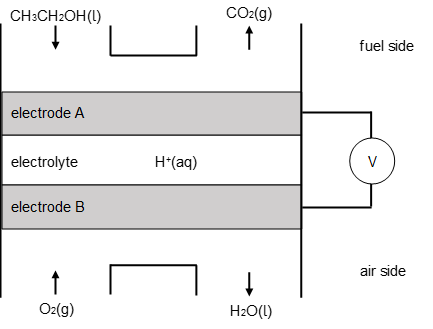 CH₃CH₂OH(l)
CO₂(g)
fuel side
electrode A
electrolyte
H⁺(aq)
V
electrode B
air side
O₂(g)
H₂O(l)